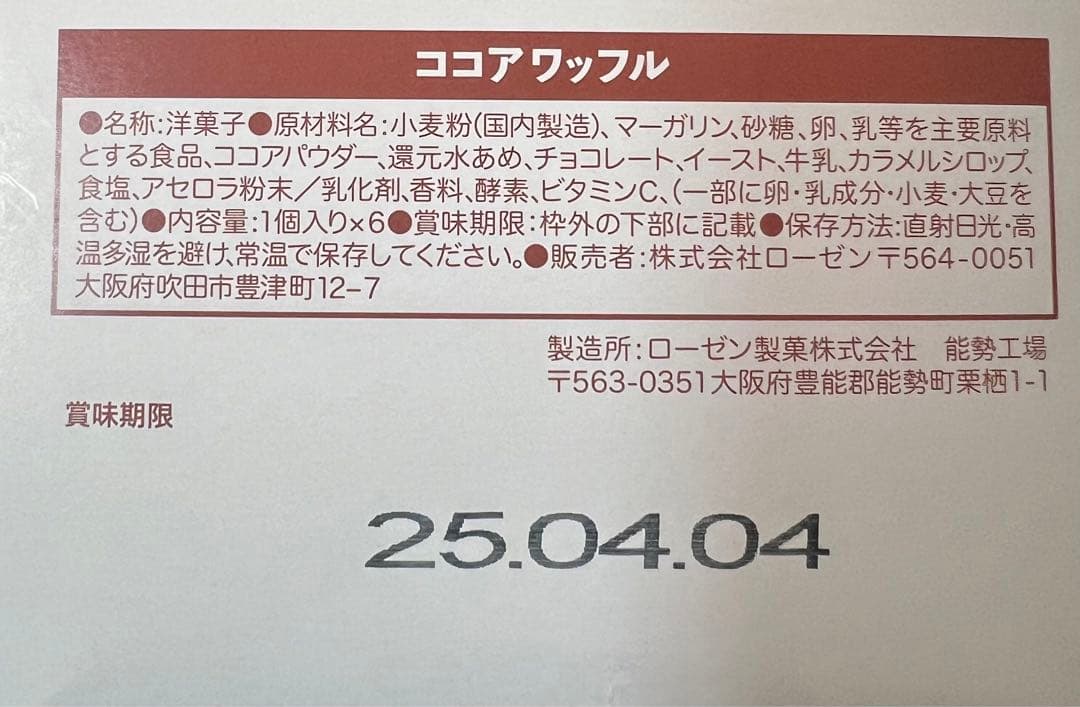 ココアワッフル
●名称:洋菓子●原材料名:小麦粉(国内製造)、マーガリン、砂糖、卵、乳等を主要原料
とする食品、ココアパウダー、還元水あめ、チョコレート、イースト、牛乳、カラメルシロップ、
食塩、アセロラ粉末/乳化剤、香料、酵素、ビタミンC、(一部に卵・乳成分・小麦・大豆を
含む)●内容量:1個入り×6●賞味期限:枠外の下部に記載●保存方法:直射日光・高
温多湿を避け、常温で保存してください。●販売者:株式会社ローゼン〒564-0051
大阪府吹田市豊津町12-7
製造所:ローゼン製菓株式会社 能勢工場
〒563-0351大阪府豊能郡能勢町栗栖1-1
賞味期限
25.04.04